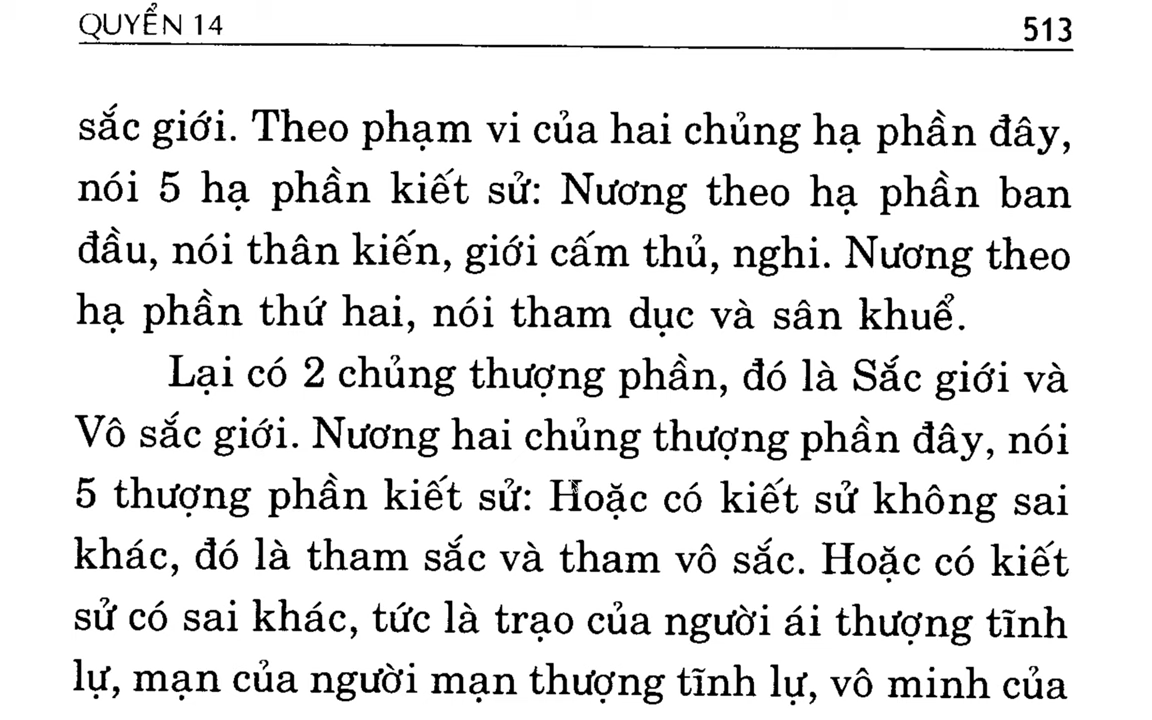 QUYỂN 14 513
sắc giới. Theo phạm vi của hai chủng hạ phần đây,
nói 5 hạ phần kiết sử: Nương theo hạ phần ban
đầu, nói thân kiến, giới cấm thủ, nghi. Nương theo
hạ phần thứ hai, nói tham dục và sân khuể.
Lại có 2 chủng thượng phần, đó là Sắc giới và
Vô sắc giới. Nương hai chủng thượng phần đây, nói
5 thượng phần kiết sử: Hoặc có kiết sử không sai
khác, đó là tham sắc và tham vô sắc. Hoặc có kiết
sử có sai khác, tức là trạo của người ái thượng tĩnh
lự, mạn của người mạn thượng tĩnh lự, vô minh của